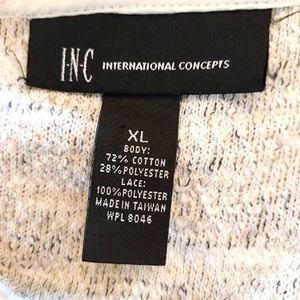 I·N·C INTERNATIONAL CONCEPTS
XL
BODY:
72% COTTON
28% POLYESTER
LACE:
100% POLYESTER
MADE IN TAIWAN
WPL 8046